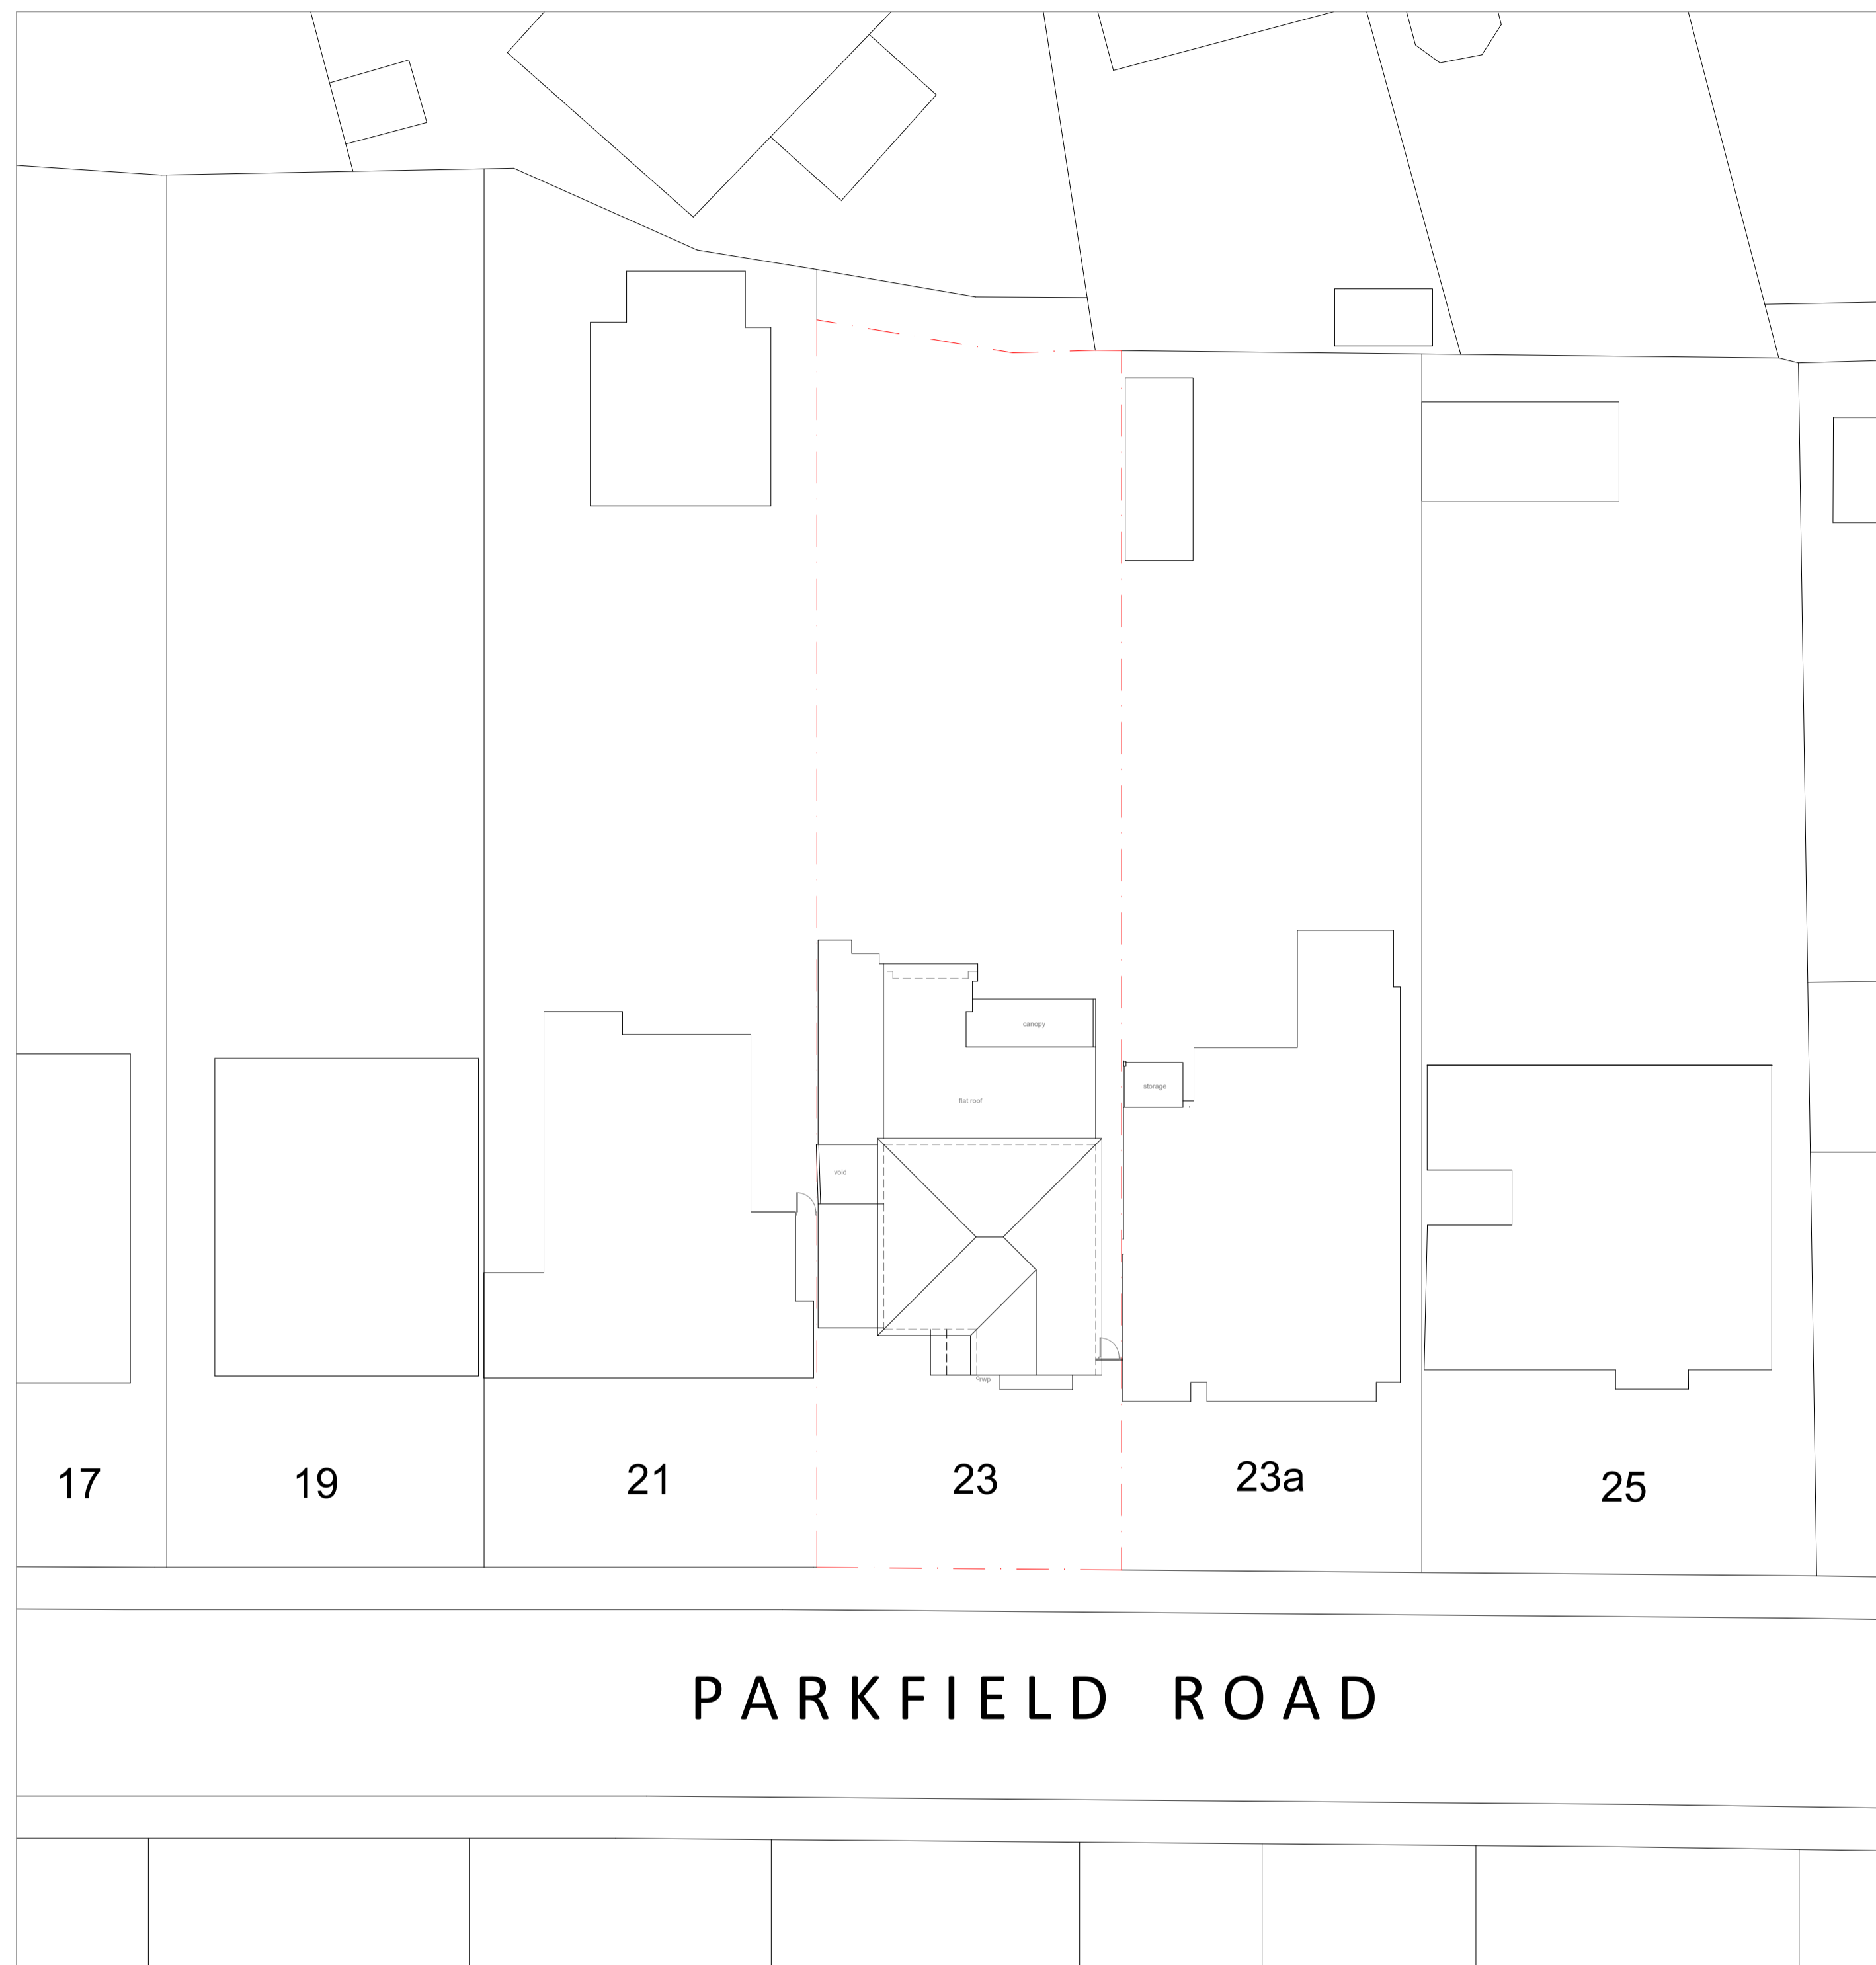 canopy
storage
flat roof
void
rwp
17 19 21 23 23a 25
PARKFIELD ROAD